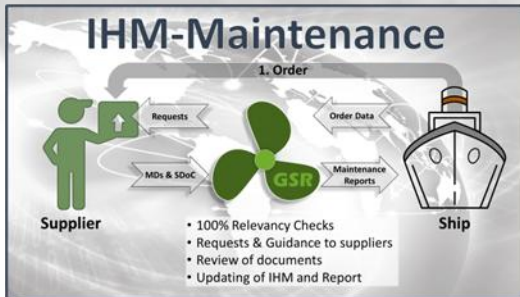 IHM-Maintenance
1. Order
Requests
Order Data
MDs & SDoC
GSR
Maintenance
Reports
Supplier
Ship
• 100% Relevancy Checks
• Requests & Guidance to suppliers
• Review of documents
• Updating of IHM and Report